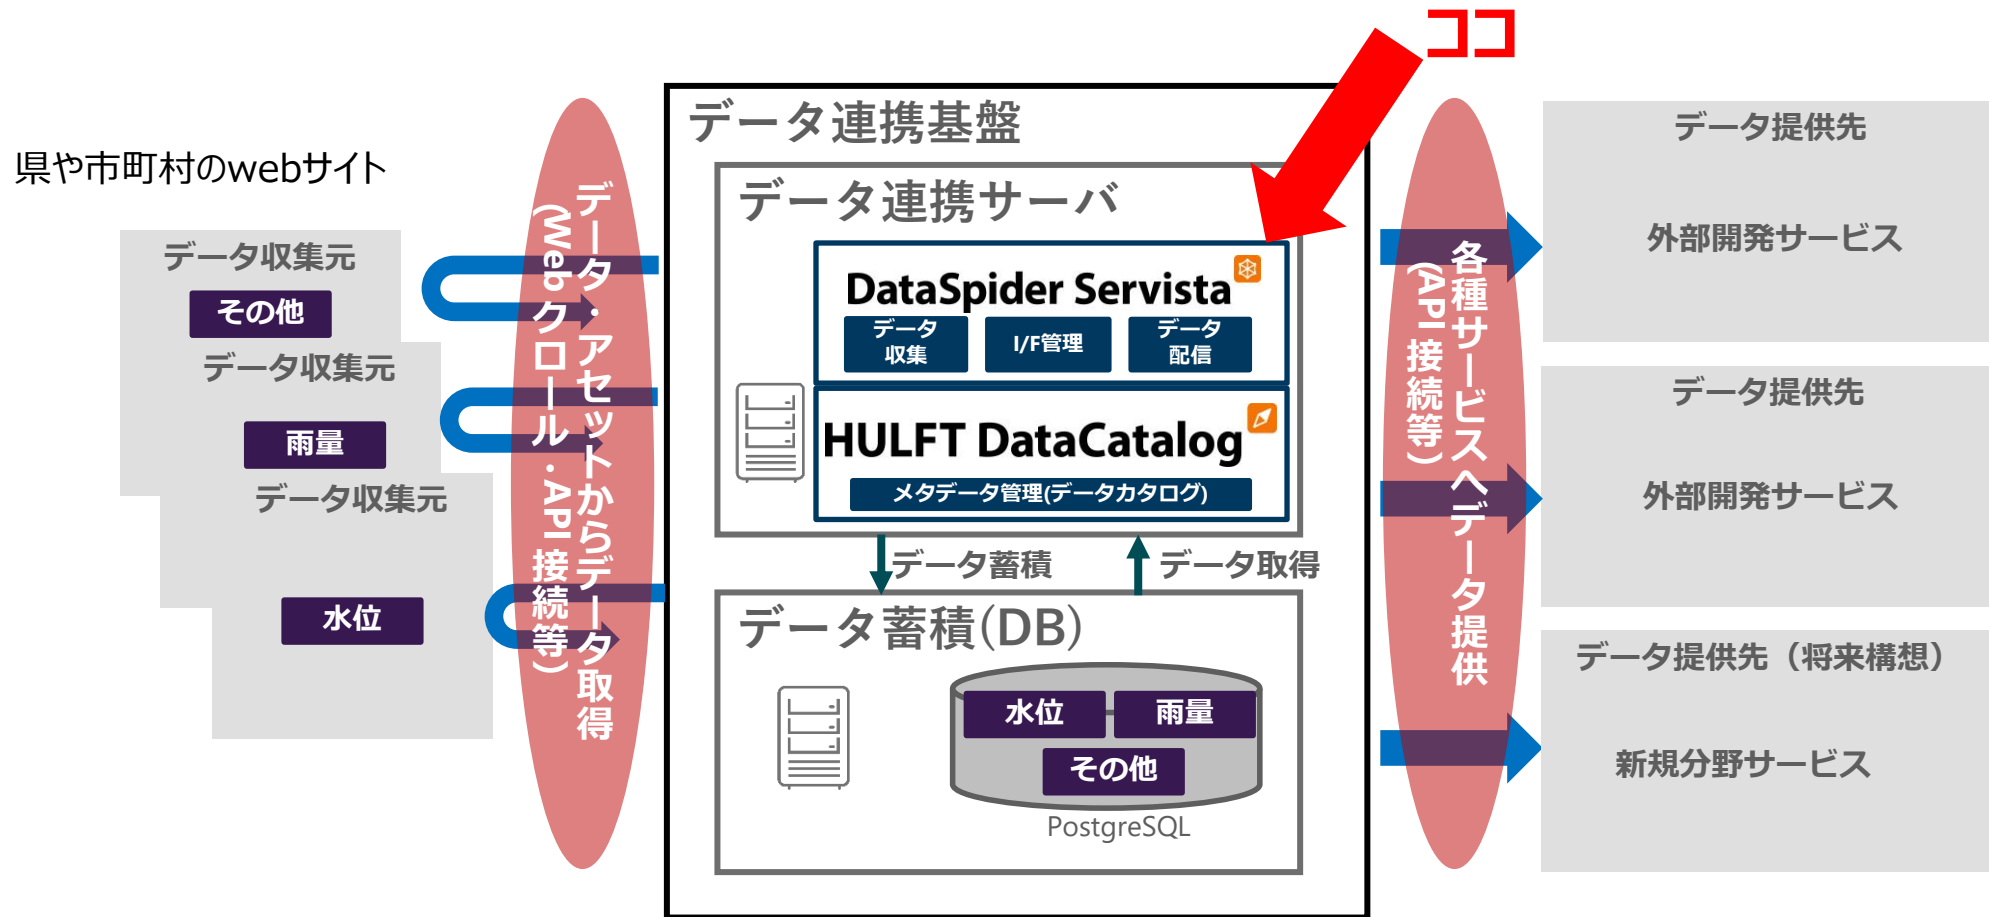 ココ
県や市町村のwebサイト
データ収集元
その他
データ収集元
雨量
データ収集元
水位
データ・アセットからデータ取得
(Webクロール・API接続等)
データ連携基盤
データ連携サーバ
DataSpider Servista
データ
収集
I/F管理
データ
配信
HULFT DataCatalog
メタデータ管理(データカタログ)
データ蓄積
データ取得
データ蓄積(DB)
水位
雨量
その他
PostgreSQL
各種サービスへデータ提供
(API接続等)
データ提供先
外部開発サービス
データ提供先
外部開発サービス
データ提供先（将来構想）
新規分野サービス